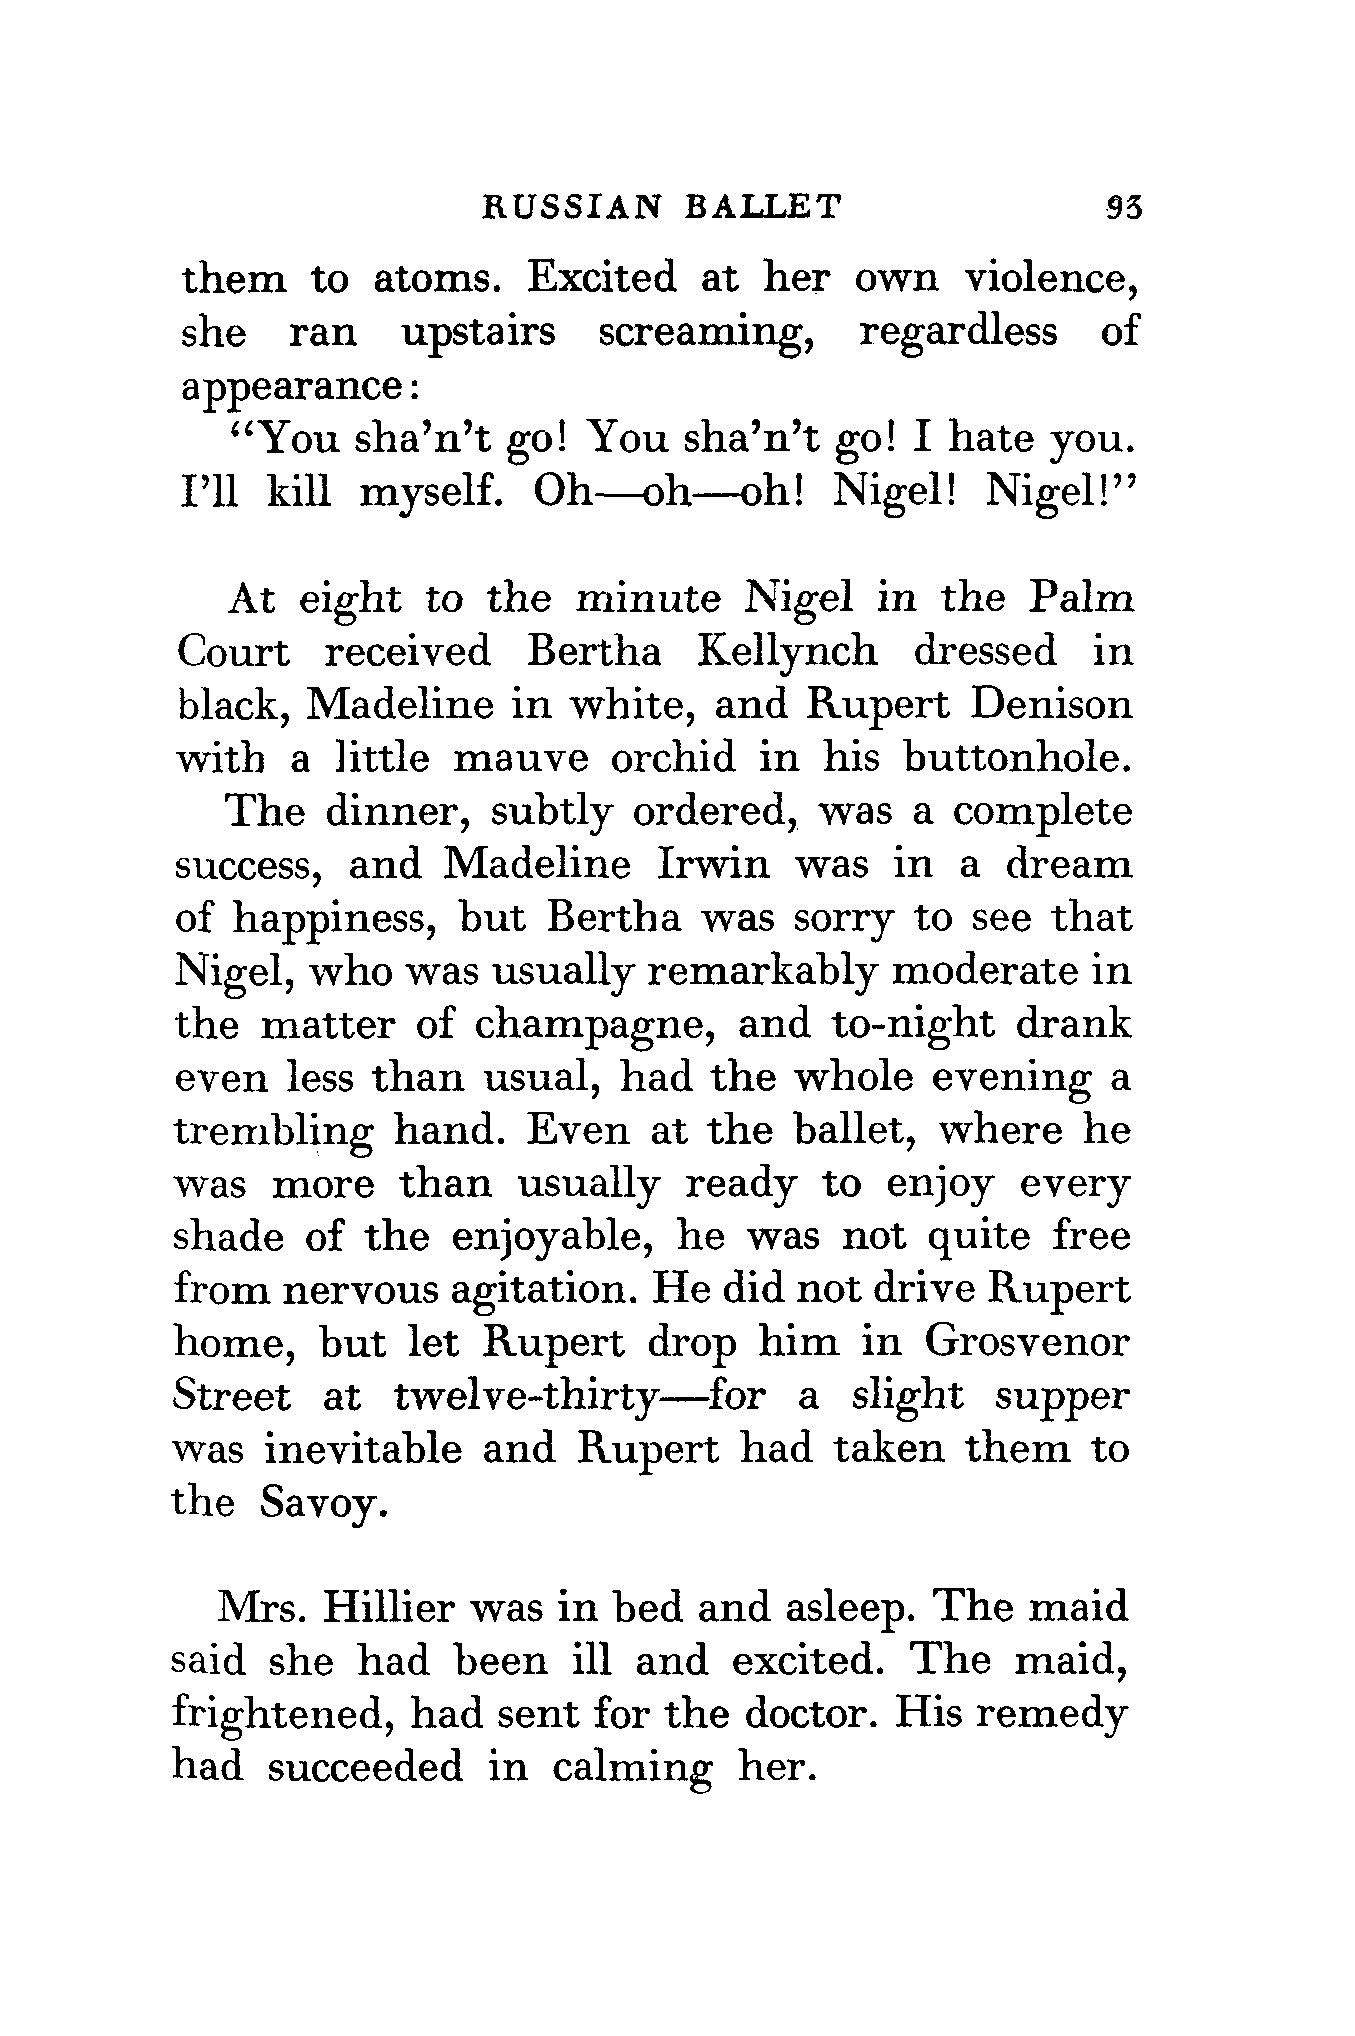 RUSSIAN BALLET 93
them to atoms. Excited at her own violence,
she ran upstairs screaming, regardless of
appearance:
“You sha’n’t go! You sha’n’t go! I hate you.
I’ll kill myself. Oh—oh—oh! Nigel! Nigel!”
At eight to the minute Nigel in the Palm
Court received Bertha Kellynch dressed in
black, Madeline in white, and Rupert Denison
with a little mauve orchid in his buttonhole.
The dinner, subtly ordered, was a complete
success, and Madeline Irwin was in a dream
of happiness, but Bertha was sorry to see that
Nigel, who was usually remarkably moderate in
the matter of champagne, and to-night drank
even less than usual, had the whole evening a
trembling hand. Even at the ballet, where he
was more than usually ready to enjoy every
shade of the enjoyable, he was not quite free
from nervous agitation. He did not drive Rupert
home, but let Rupert drop him in Grosvenor
Street at twelve-thirty—for a slight supper
was inevitable and Rupert had taken them to
the Savoy.
Mrs. Hillier was in bed and asleep. The maid
said she had been ill and excited. The maid,
frightened, had sent for the doctor. His remedy
had succeeded in calming her.